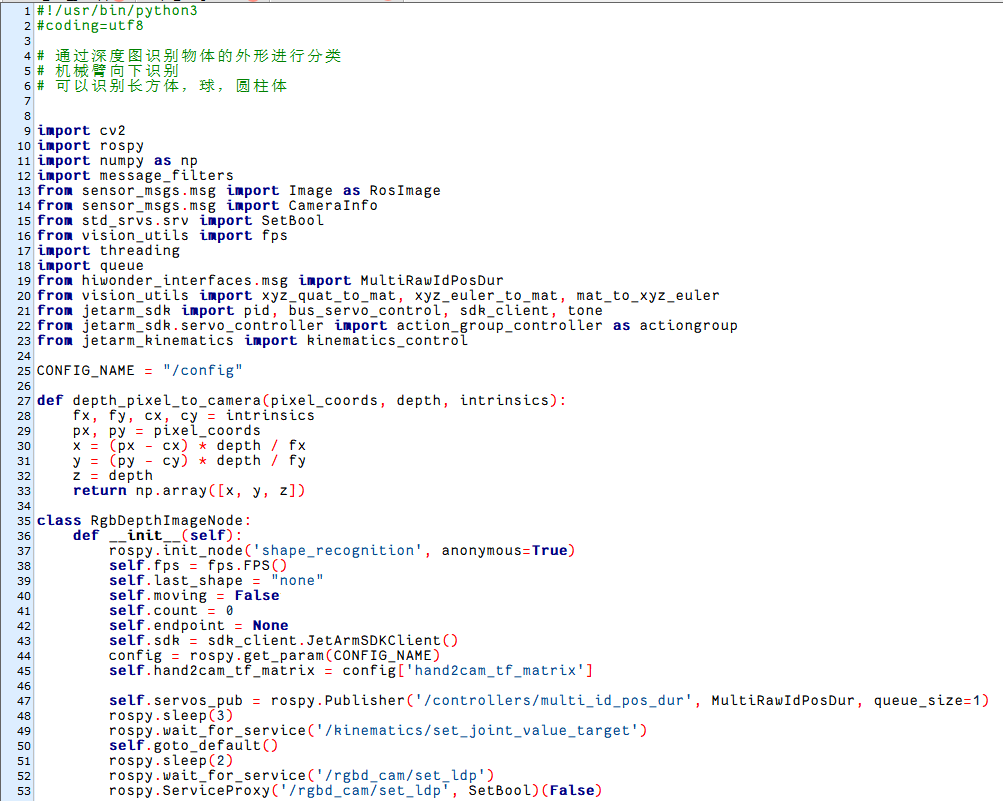 1 #!/usr/bin/python3
2 #coding=utf8
3
4 # 通过深度图识别物体的外形进行分类
5 # 机械臂向下识别
6 # 可以识别长方体，球，圆柱体
7
8
9 import cv2
10 import rospy
11 import numpy as np
12 import message_filters
13 from sensor_msgs.msg import Image as RosImage
14 from sensor_msgs.msg import CameraInfo
15 from std_srvs.srv import SetBool
16 from vision_utils import fps
17 import threading
18 import queue
19 from hiwonder_interfaces.msg import MultiRawIdPosDur
20 from vision_utils import xyz_quat_to_mat, xyz_euler_to_mat, mat_to_xyz_euler
21 from jetarm_sdk import pid, bus_servo_control, sdk_client, tone
22 from jetarm_sdk.servo_controller import action_group_controller as actiongroup
23 from jetarm_kinematics import kinematics_control
24
25 CONFIG_NAME = "/config"
26
27 def depth_pixel_to_camera(pixel_coords, depth, intrinsics):
28     fx, fy, cx, cy = intrinsics
29     px, py = pixel_coords
30     x = (px - cx) * depth / fx
31     y = (py - cy) * depth / fy
32     z = depth
33     return np.array([x, y, z])
34
35 class RgbDepthImageNode:
36     def __init__(self):
37         rospy.init_node('shape_recognition', anonymous=True)
38         self.fps = fps.FPS()
39         self.last_shape = "none"
40         self.moving = False
41         self.count = 0
42         self.endpoint = None
43         self.sdk = sdk_client.JetArmSDKClient()
44         config = rospy.get_param(CONFIG_NAME)
45         self.hand2cam_tf_matrix = config['hand2cam_tf_matrix']
46
47         self.servos_pub = rospy.Publisher('/controllers/multi_id_pos_dur', MultiRawIdPosDur, queue_size=1)
48         rospy.sleep(3)
49         rospy.wait_for_service('/kinematics/set_joint_value_target')
50         self.goto_default()
51         rospy.sleep(2)
52         rospy.wait_for_service('/rgbd_cam/set_ldp')
53         rospy.ServiceProxy('/rgbd_cam/set_ldp', SetBool)(False)